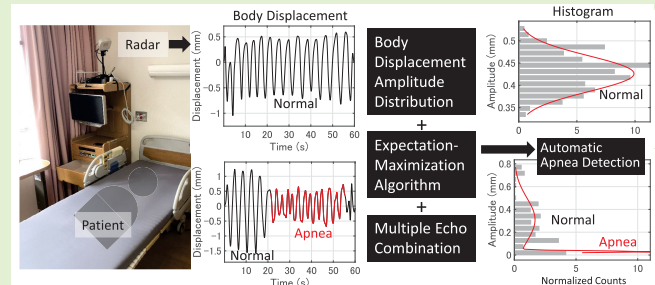 Body Displacement
Histogram
Radar
Patient
Displacement (mm)
0.5
0
-0.5
-1
Normal
10 20 30 40 50 60
Time (s)
Displacement (mm)
1
0.5
0
-0.5
-1
-1.5
Normal
Apnea
10 20 30 40 50 60
Time (s)
Body
Displacement
Amplitude
Distribution
+
Expectation-
Maximization
Algorithm
+
Multiple Echo
Combination
Amplitude (mm)
0.5
0.45
0.4
0.35
Normal
0 5 10
Automatic
Apnea Detection
Amplitude (mm)
0.8
0.6
0.4
0.2
0
Normal
Apnea
0 5 10
Normalized Counts